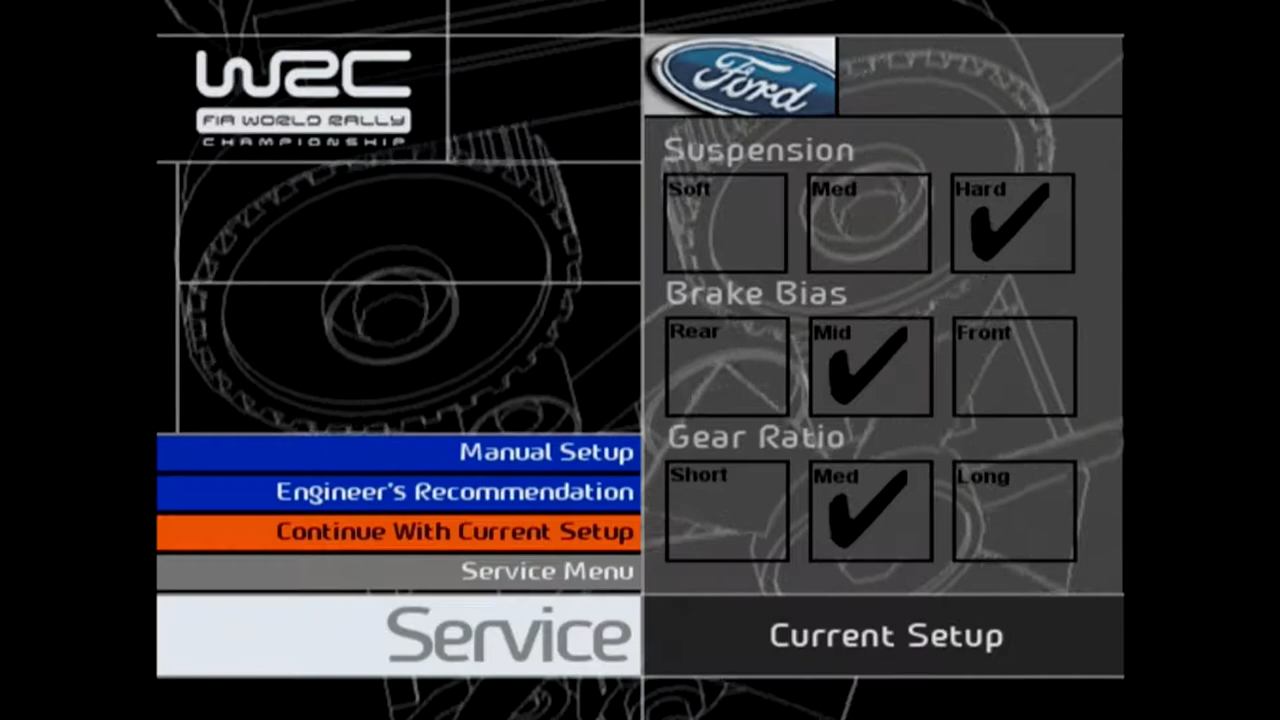 WRC
FIA WORLD RALLY
CHAMPIONSHIP
Manual Setup
Engineer's Recommendation
Continue With Current Setup
Service Menu
Service
Ford
Suspension
Soft Med Hard
Brake Bias
Rear Mid Front
Gear Ratio
Short Med Long
Current Setup